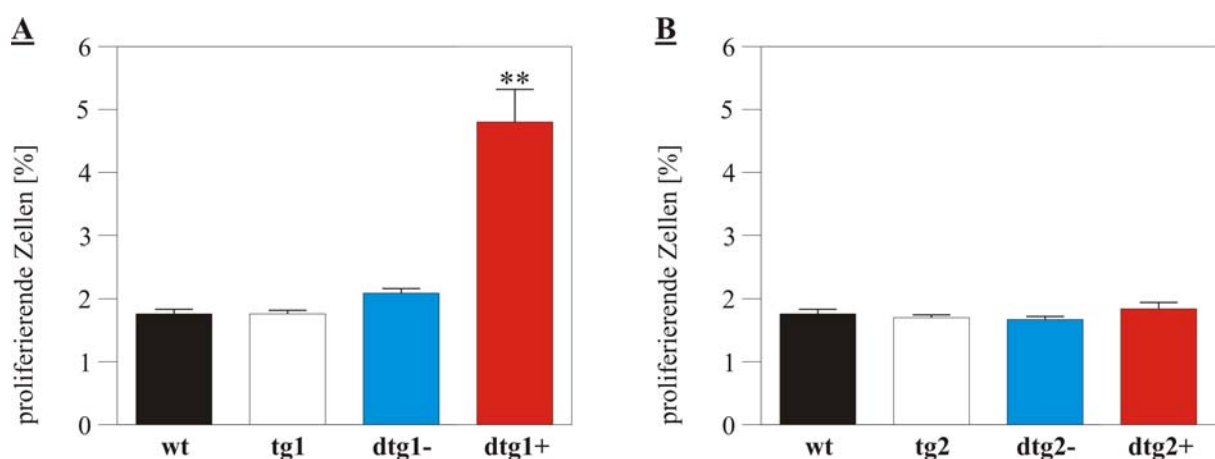 A
proliferierende Zellen [%]
6
5
4
3
2
1
0
**
wt tg1 dtg1- dtg1+
B
proliferierende Zellen [%]
6
5
4
3
2
1
0
wt tg2 dtg2- dtg2+